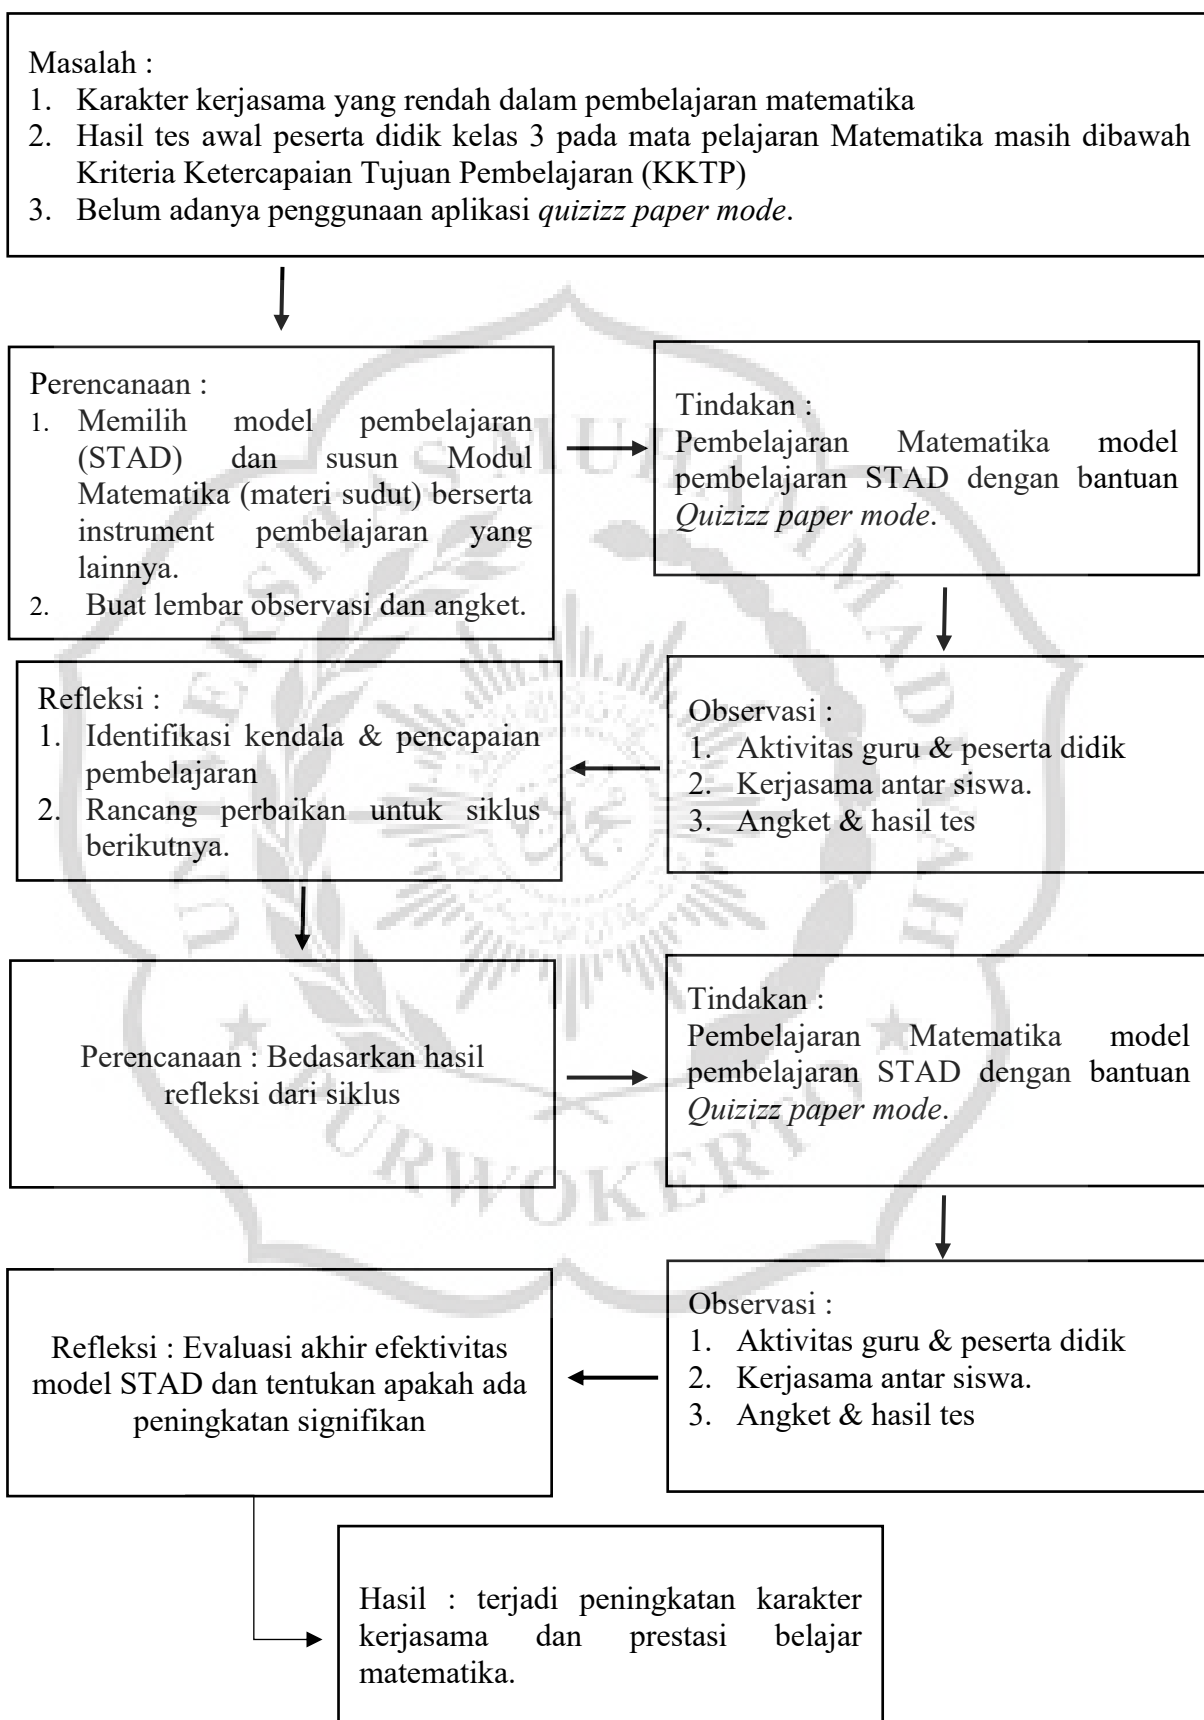 Masalah :
1. Karakter kerjasama yang rendah dalam pembelajaran matematika
2. Hasil tes awal peserta didik kelas 3 pada mata pelajaran Matematika masih dibawah
Kriteria Ketercapaian Tujuan Pembelajaran (KKTP)
3. Belum adanya penggunaan aplikasi quizizz paper mode.
Perencanaan :
1. Memilih model pembelajaran
(STAD) dan susun Modul
Matematika (materi sudut) berserta
instrument pembelajaran yang
lainnya.
2. Buat lembar observasi dan angket.
Tindakan :
Pembelajaran Matematika model
pembelajaran STAD dengan bantuan
Quizizz paper mode.
Observasi :
1. Aktivitas guru & peserta didik
2. Kerjasama antar siswa.
3. Angket & hasil tes
Refleksi :
1. Identifikasi kendala & pencapaian
pembelajaran
2. Rancang perbaikan untuk siklus
berikutnya.
Perencanaan : Bedasarkan hasil
refleksi dari siklus
Tindakan :
Pembelajaran Matematika model
pembelajaran STAD dengan bantuan
Quizizz paper mode.
Observasi :
1. Aktivitas guru & peserta didik
2. Kerjasama antar siswa.
3. Angket & hasil tes
Refleksi : Evaluasi akhir efektivitas
model STAD dan tentukan apakah ada
peningkatan signifikan
Hasil : terjadi peningkatan karakter
kerjasama dan prestasi belajar
matematika.
UNIVERSITAS MUHAMMADIYAH
PURWOKERTO